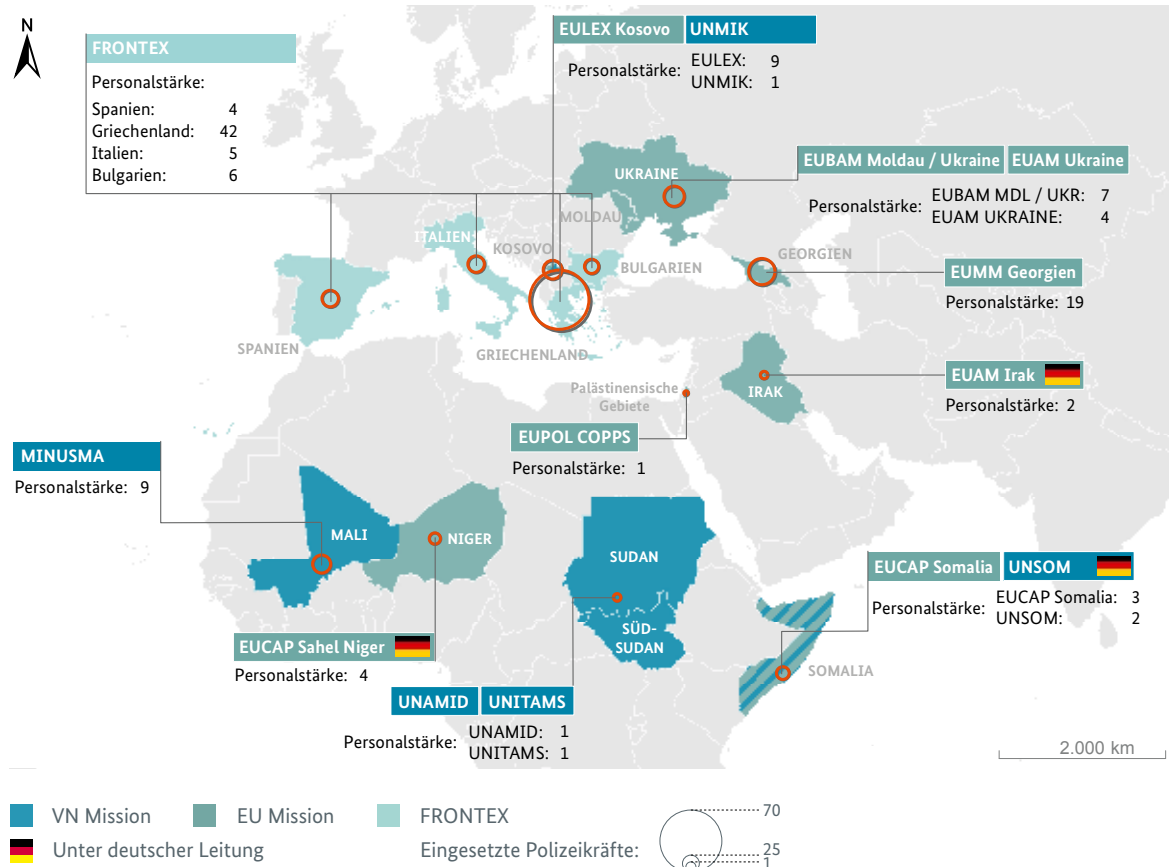 N
FRONTEX
Personalstärke:
Spanien: 4
Griechenland: 42
Italien: 5
Bulgarien: 6
EULEX Kosovo UNMIK
Personalstärke: EULEX: 9
UNMIK: 1
UKRAINE
EUBAM Moldau / Ukraine EUAM Ukraine
Personalstärke: EUBAM MDL / UKR: 7
EUAM UKRAINE: 4
MOLDAU
ITALIEN
KOSOVO
BULGARIEN
GEORGIEN
EUMM Georgien
Personalstärke: 19
SPANIEN
GRIECHENLAND
Palästinensische
Gebiete
IRAK
EUAM Irak
Personalstärke: 2
EUPOL COPPS
Personalstärke: 1
MINUSMA
Personalstärke: 9
MALI
NIGER
SUDAN
SÜD-
SUDAN
EUCAP Somalia UNSOM
Personalstärke: EUCAP Somalia: 3
UNSOM: 2
SOMALIA
EUCAP Sahel Niger
Personalstärke: 4
UNAMID UNITAMS
Personalstärke: UNAMID: 1
UNITAMS: 1
2.000 km
VN Mission EU Mission FRONTEX
Unter deutscher Leitung Eingesetzte Polizeikräfte:
70
25
1